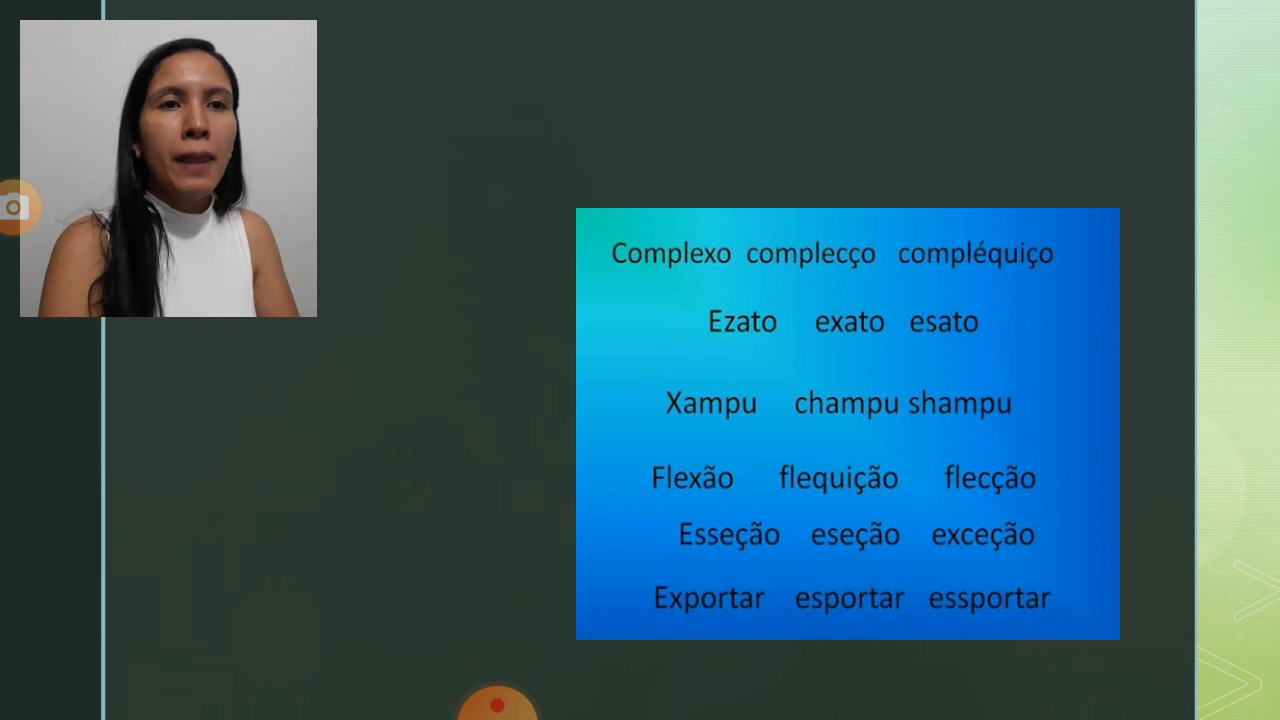 Complexo complecço compléquiço
Ezato exato esato
Xampu champu shampu
Flexão flequição flecção
Esseção eseção exceção
Exportar esportar essportar